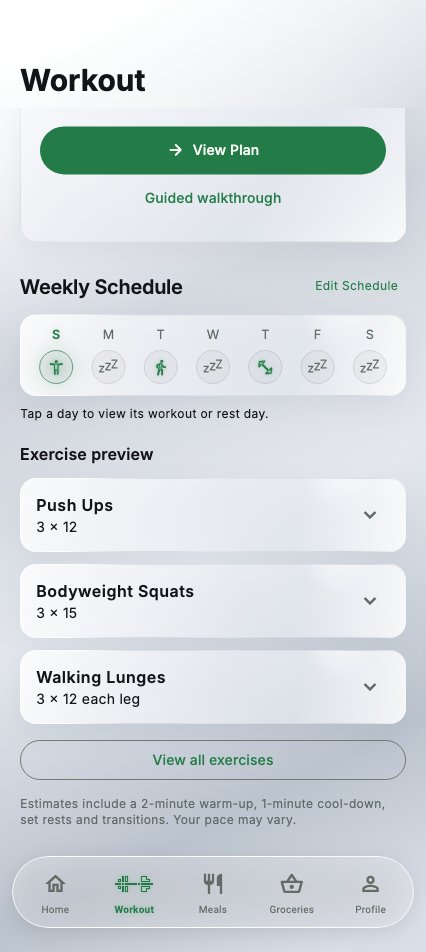 Workout
View Plan
Guided walkthrough
Weekly Schedule
Edit Schedule
S M T W T F S
zzZ zzZ zzZ zzZ
Tap a day to view its workout or rest day.
Exercise preview
Push Ups
3 × 12
Bodyweight Squats
3 × 15
Walking Lunges
3 × 12 each leg
View all exercises
Estimates include a 2-minute warm-up, 1-minute cool-down,
set rests and transitions. Your pace may vary.
Home Workout Meals Groceries Profile